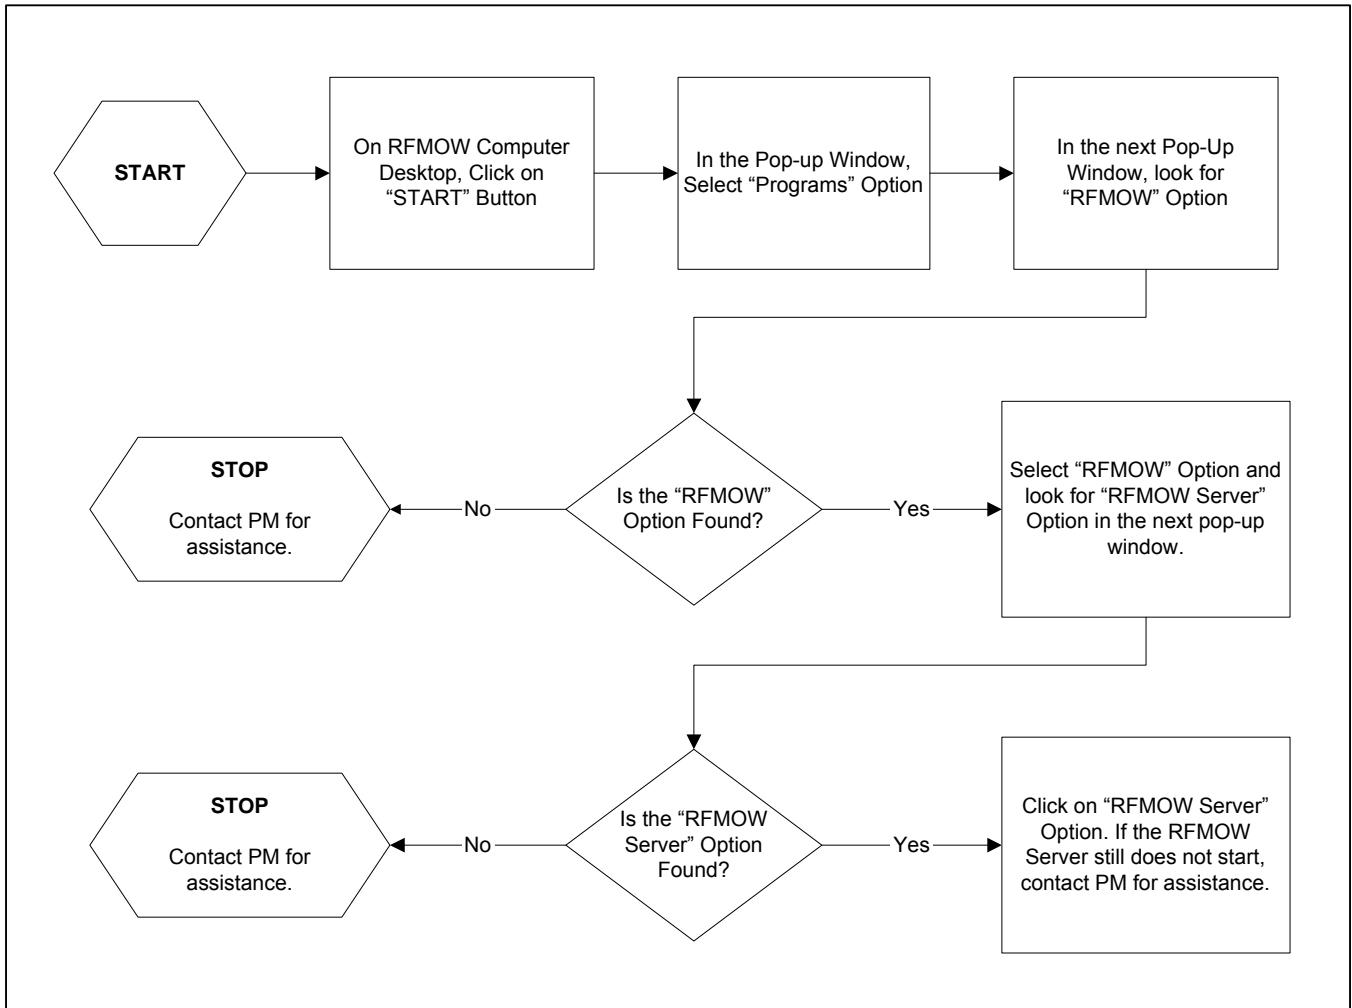 START
On RFMOW Computer
Desktop, Click on
“START” Button
In the Pop-up Window,
Select “Programs” Option
In the next Pop-Up
Window, look for
“RFMOW” Option
STOP
Contact PM for
assistance.
No
Is the “RFMOW”
Option Found?
Yes
Select “RFMOW” Option and
look for “RFMOW Server”
Option in the next pop-up
window.
STOP
Contact PM for
assistance.
No
Is the “RFMOW
Server” Option
Found?
Yes
Click on “RFMOW Server”
Option. If the RFMOW
Server still does not start,
contact PM for assistance.